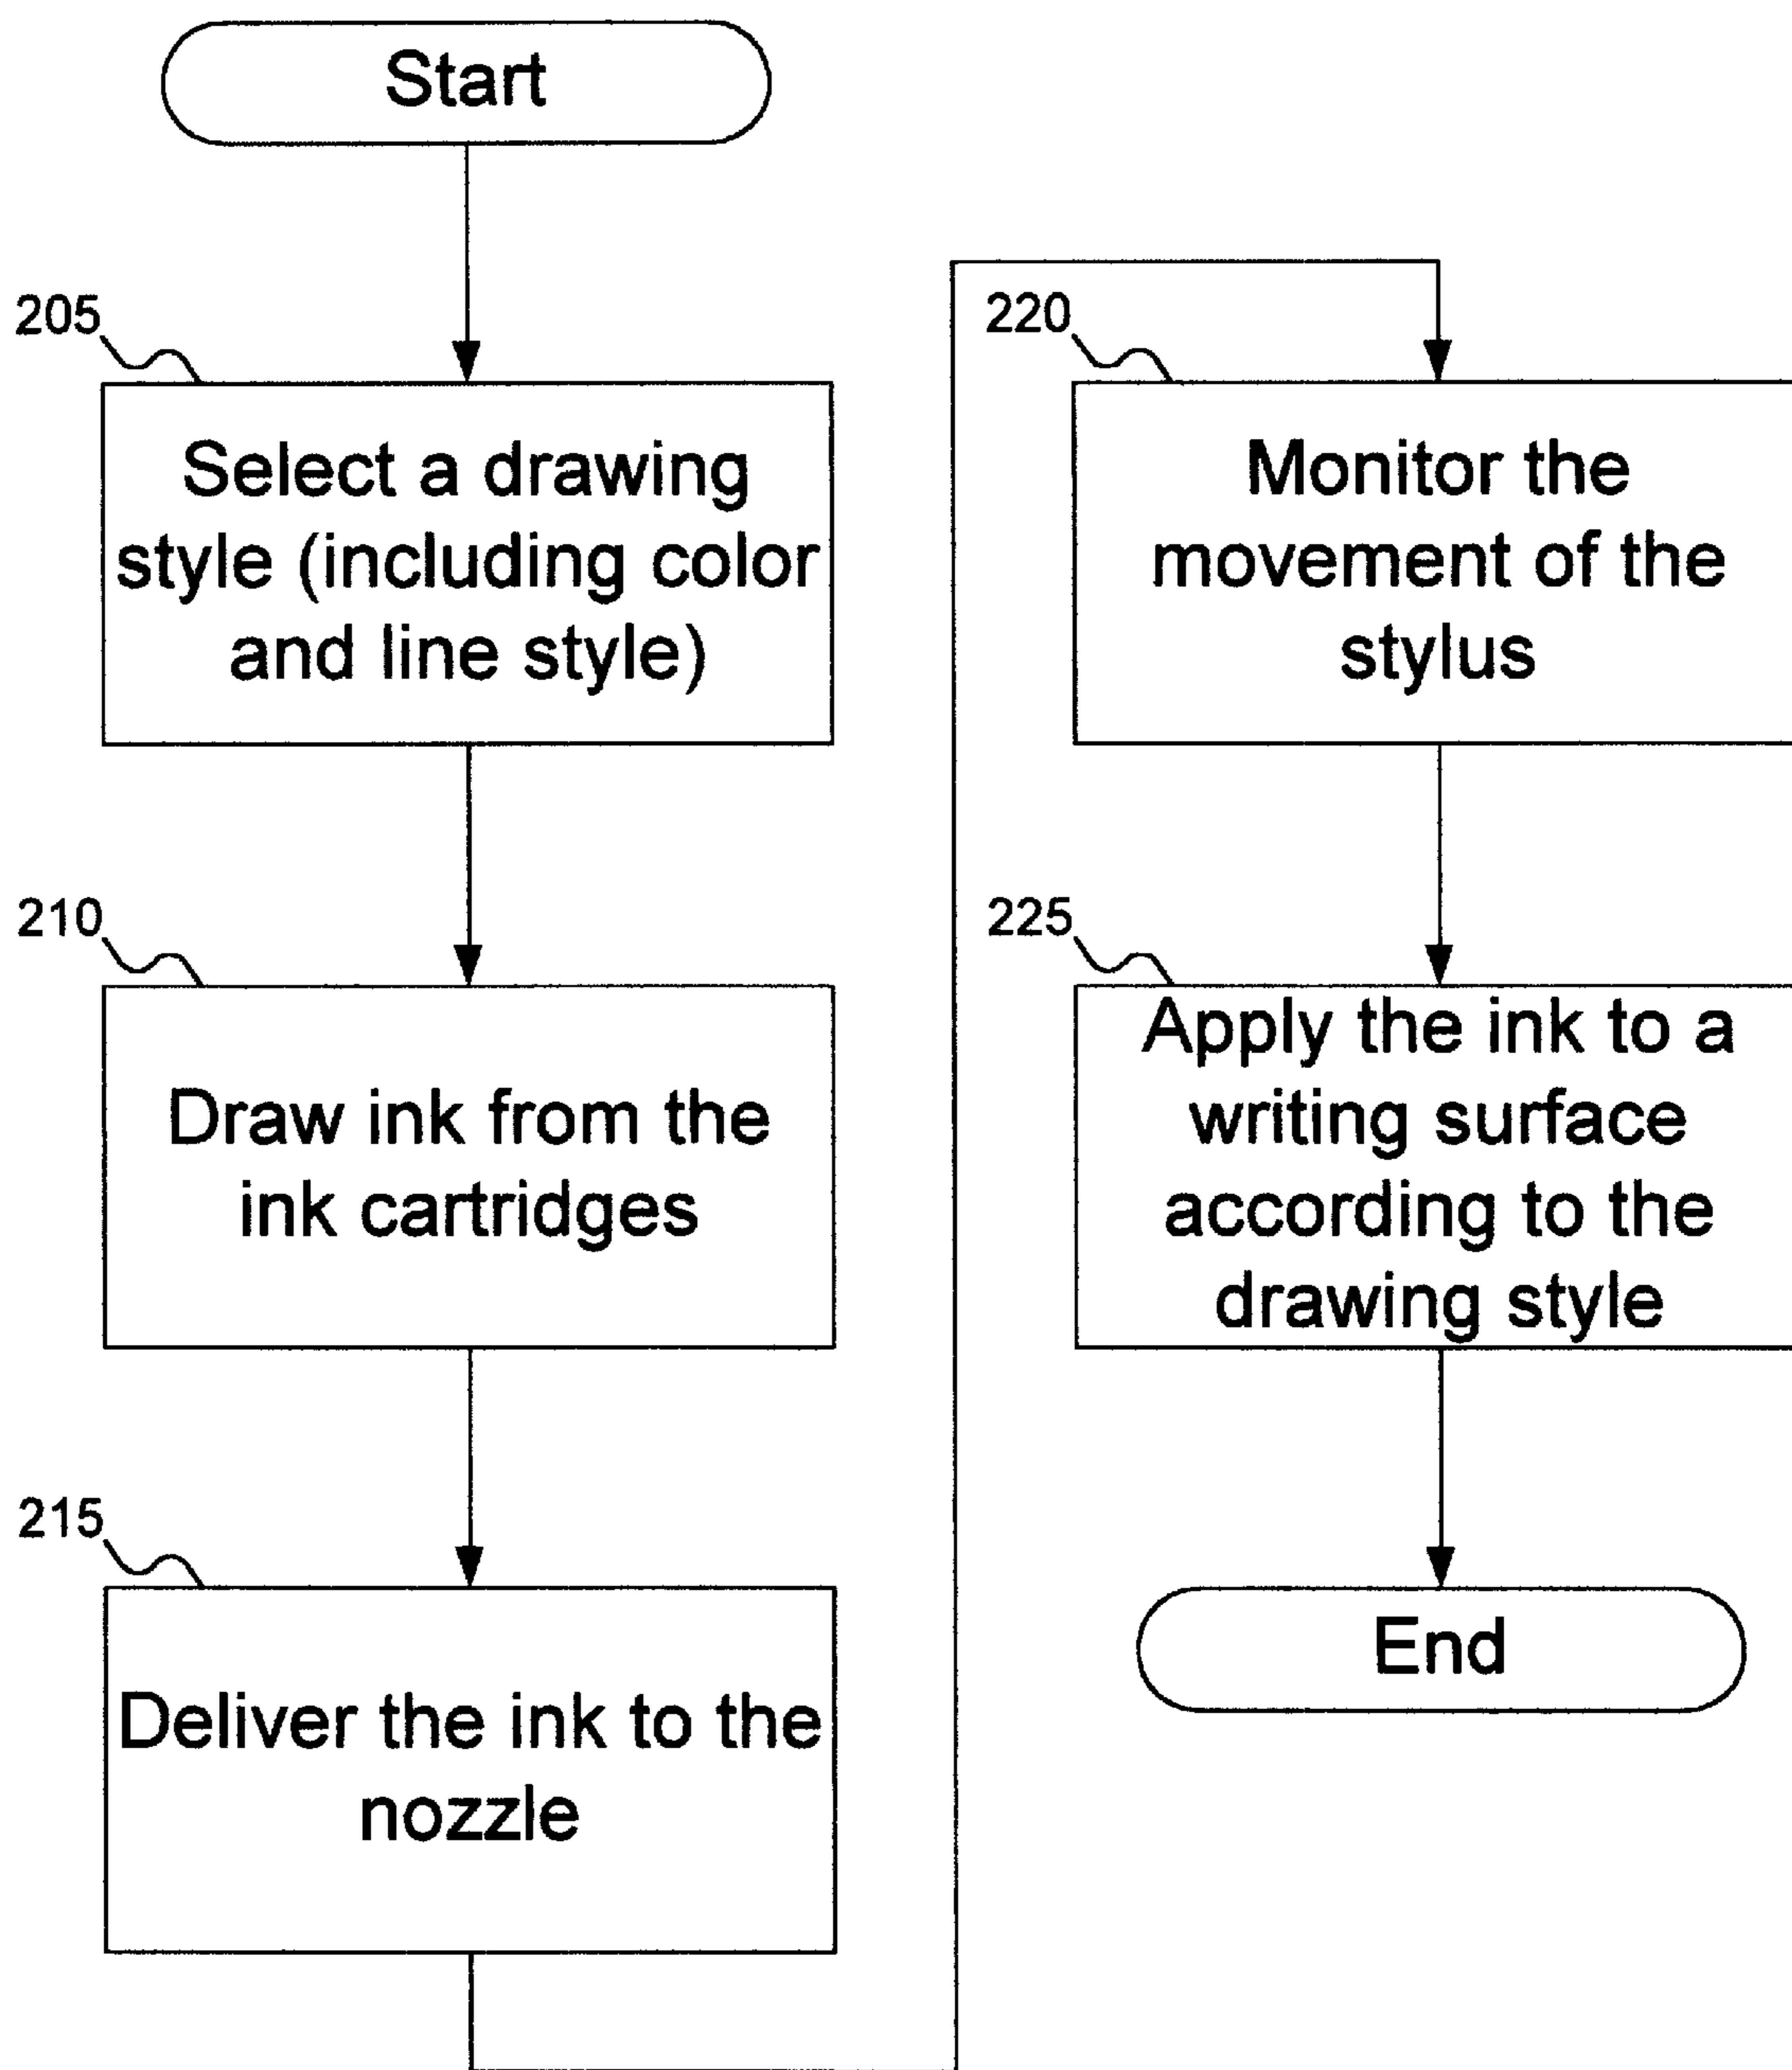 Start
205
Select a drawing
style (including color
and line style)
210
Draw ink from the
ink cartridges
215
Deliver the ink to the
nozzle
220
Monitor the
movement of the
stylus
225
Apply the ink to a
writing surface
according to the
drawing style
End